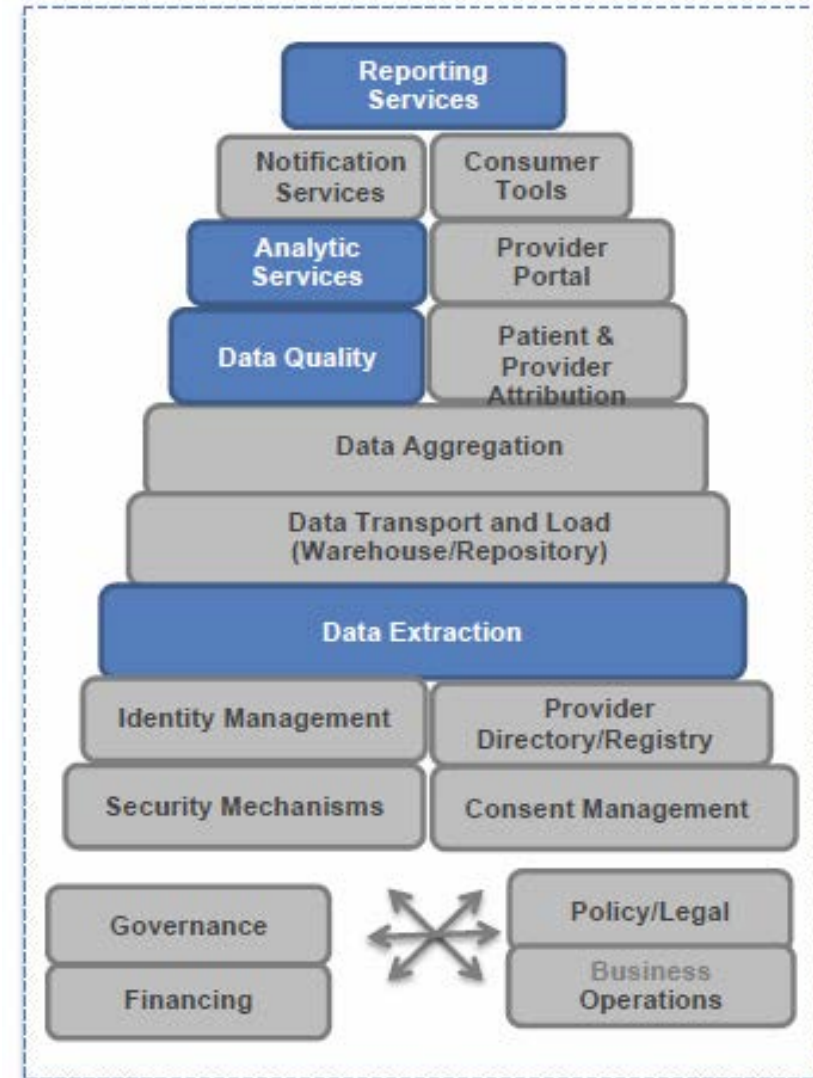 Reporting
Services
Notification
Services
Consumer
Tools
Analytic
Services
Provider
Portal
Data Quality
Patient &
Provider
Attribution
Data Aggregation
Data Transport and Load
(Warehouse/Repository)
Data Extraction
Identity Management
Provider
Directory/Registry
Security Mechanisms
Consent Management
Governance
Policy/Legal
Financing
Business
Operations